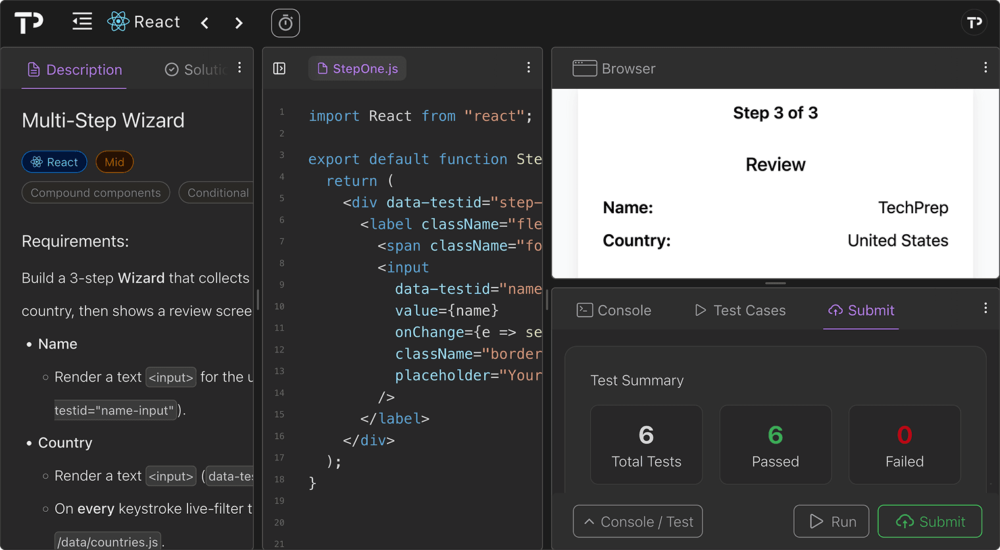 TP
React
TP
Description
Solutio
Multi-Step Wizard
React
Mid
Compound components
Conditional
Requirements:
Build a 3-step Wizard that collects
country, then shows a review scree
• Name
Render a text <input> for the u
testid="name-input").
• Country
Render a text <input> (data-tes
On every keystroke live-filter t
/data/countries.js.
StepOne.js
1 import React from "react";
2
3 export default function Ste
4 return (
5 <div data-testid="step-
6 <label className="fle
7 <span className="fo
8 <input
9 data-testid="name
10 value={name}
11 onChange={e => se
12 className="border
13 placeholder="Your
14 />
15 </label>
16 </div>
17 );
18 }
19
20
21
Browser
Step 3 of 3
Review
Name: TechPrep
Country: United States
Console
Test Cases
Submit
Test Summary
6
Total Tests
6
Passed
0
Failed
Console / Test
Run
Submit